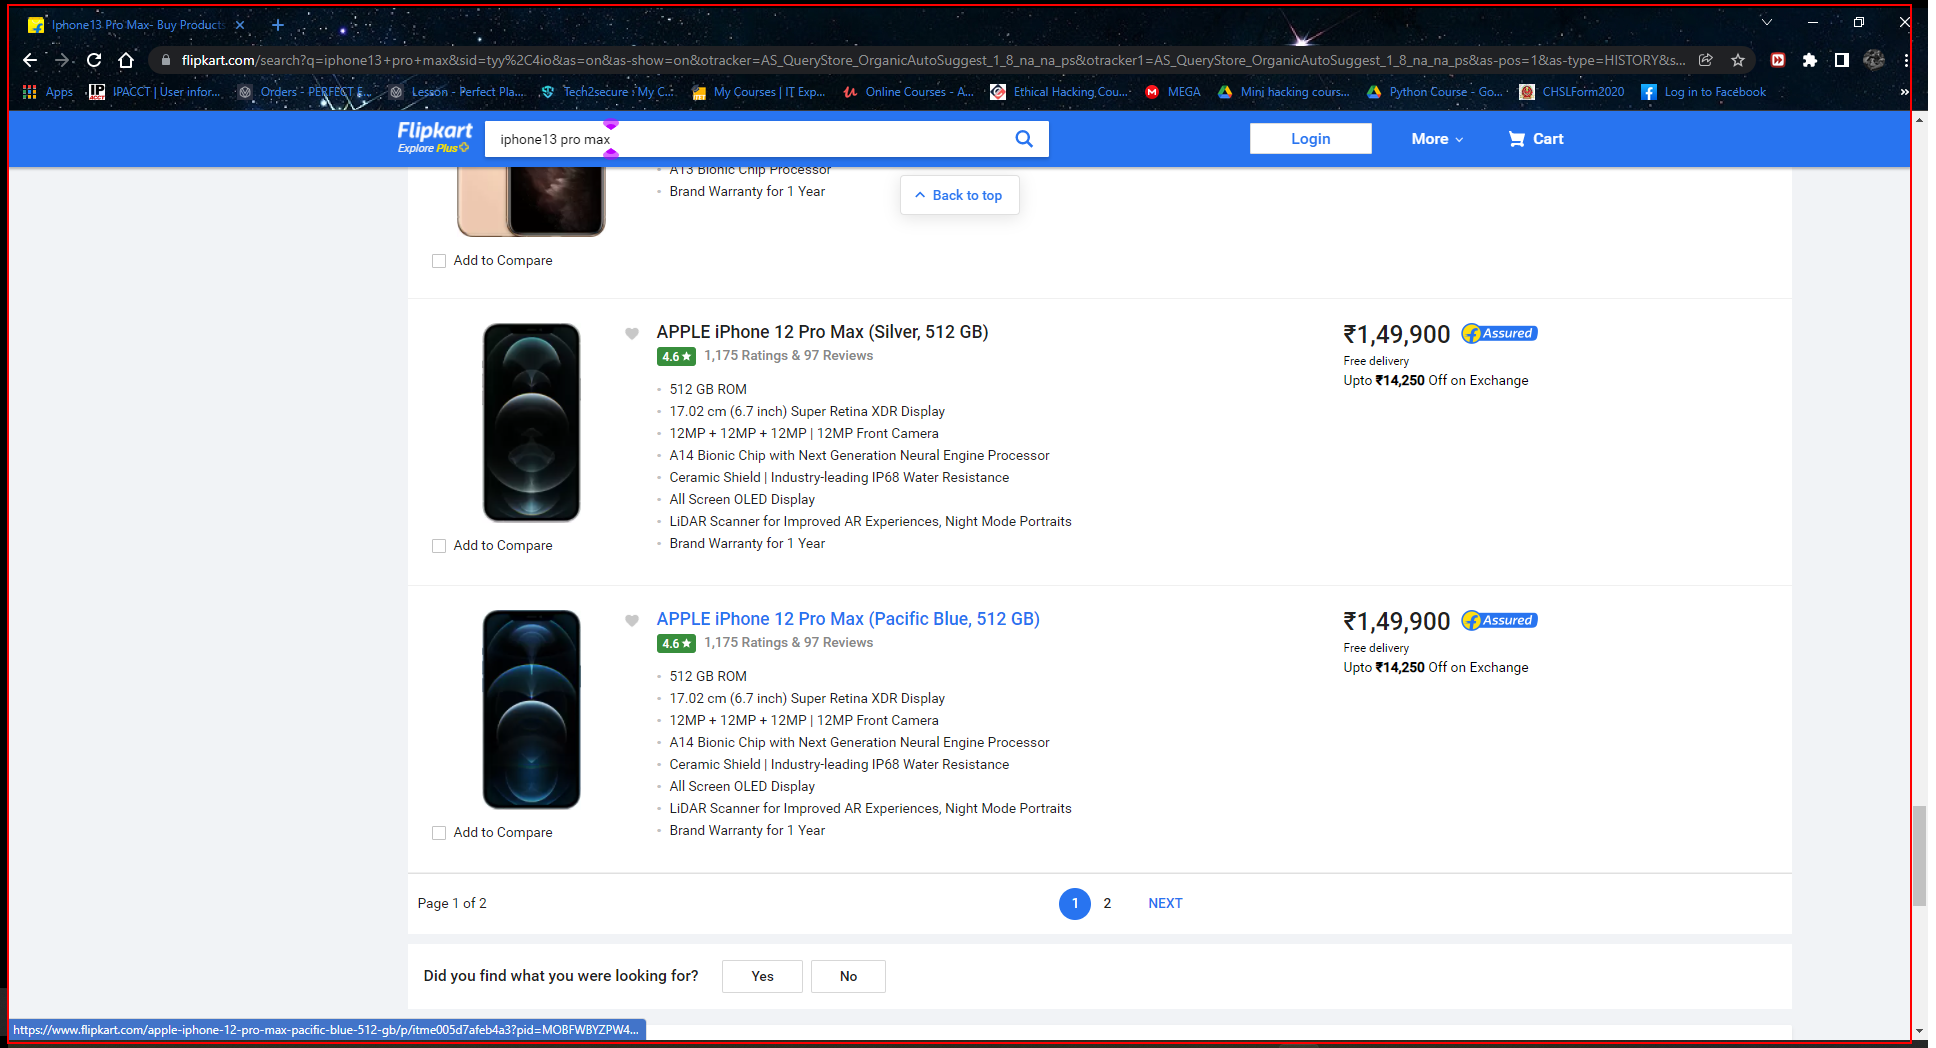 Iphone13 Pro Max- Buy Products
flipkart.com/search?q=iphone13+pro+max&sid=tyy%2C4io&as=on&as-show=on&otracker=AS_QueryStore_OrganicAutoSuggest_1_8_na_na_ps&otracker1=AS_QueryStore_OrganicAutoSuggest_1_8_na_na_ps&as-pos=1&as-type=HISTORY&s...
Apps IPACCT | User infor... Orders - PERFECT E... Lesson - Perfect Pla... Tech2secure : My C... My Courses | IT Exp... Online Courses - A... Ethical Hacking Cou... MEGA Mini hacking cours... Python Course - Go... CHSLForm2020 Log in to Facebook »
Flipkart
Explore Plus
iphone13 pro max
Login More Cart
A13 Bionic Chip Processor
Brand Warranty for 1 Year
Back to top
Add to Compare
APPLE iPhone 12 Pro Max (Silver, 512 GB)
4.6★ 1,175 Ratings & 97 Reviews
512 GB ROM
17.02 cm (6.7 inch) Super Retina XDR Display
12MP + 12MP + 12MP | 12MP Front Camera
A14 Bionic Chip with Next Generation Neural Engine Processor
Ceramic Shield | Industry-leading IP68 Water Resistance
All Screen OLED Display
LiDAR Scanner for Improved AR Experiences, Night Mode Portraits
Brand Warranty for 1 Year
₹1,49,900 Assured
Free delivery
Upto ₹14,250 Off on Exchange
Add to Compare
APPLE iPhone 12 Pro Max (Pacific Blue, 512 GB)
4.6★ 1,175 Ratings & 97 Reviews
512 GB ROM
17.02 cm (6.7 inch) Super Retina XDR Display
12MP + 12MP + 12MP | 12MP Front Camera
A14 Bionic Chip with Next Generation Neural Engine Processor
Ceramic Shield | Industry-leading IP68 Water Resistance
All Screen OLED Display
LiDAR Scanner for Improved AR Experiences, Night Mode Portraits
Brand Warranty for 1 Year
₹1,49,900 Assured
Free delivery
Upto ₹14,250 Off on Exchange
Add to Compare
Page 1 of 2
1 2 NEXT
Did you find what you were looking for? Yes No
https://www.flipkart.com/apple-iphone-12-pro-max-pacific-blue-512-gb/p/itme005d7afeb4a3?pid=MOBFWBYZPW4...